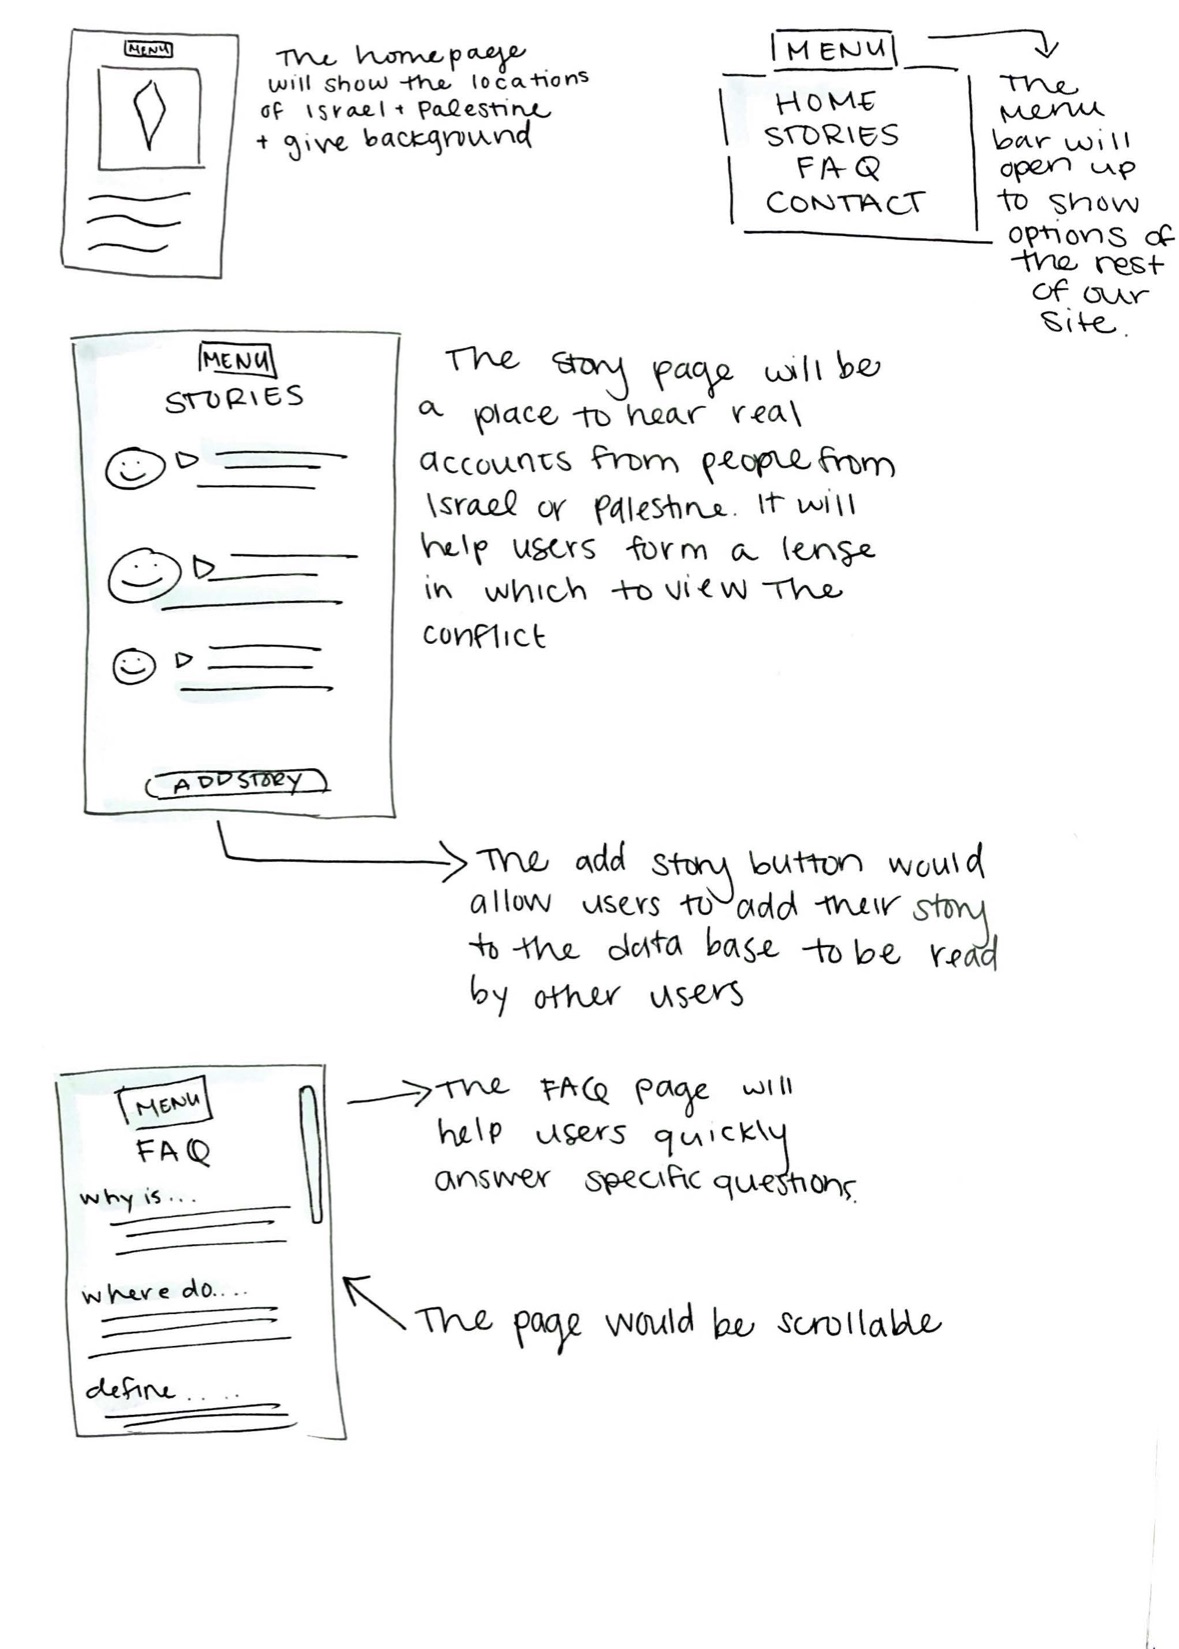 MENU
The homepage
will show the locations
of Israel + Palestine
+ give background
MENU
HOME
STORIES
FAQ
CONTACT
The
menu
bar will
open up
to show
options of
the rest
of our
site.
MENU
STORIES
ADD STORY
The story page will be
a place to hear real
accounts from people from
Israel or Palestine. It will
help users form a lense
in which to view the
conflict
The add story button would
allow users to add their story
to the data base to be read
by other users
MENU
FAQ
why is...
where do....
define.....
The FAQ page will
help users quickly
answer specific questions.
The page would be scrollable